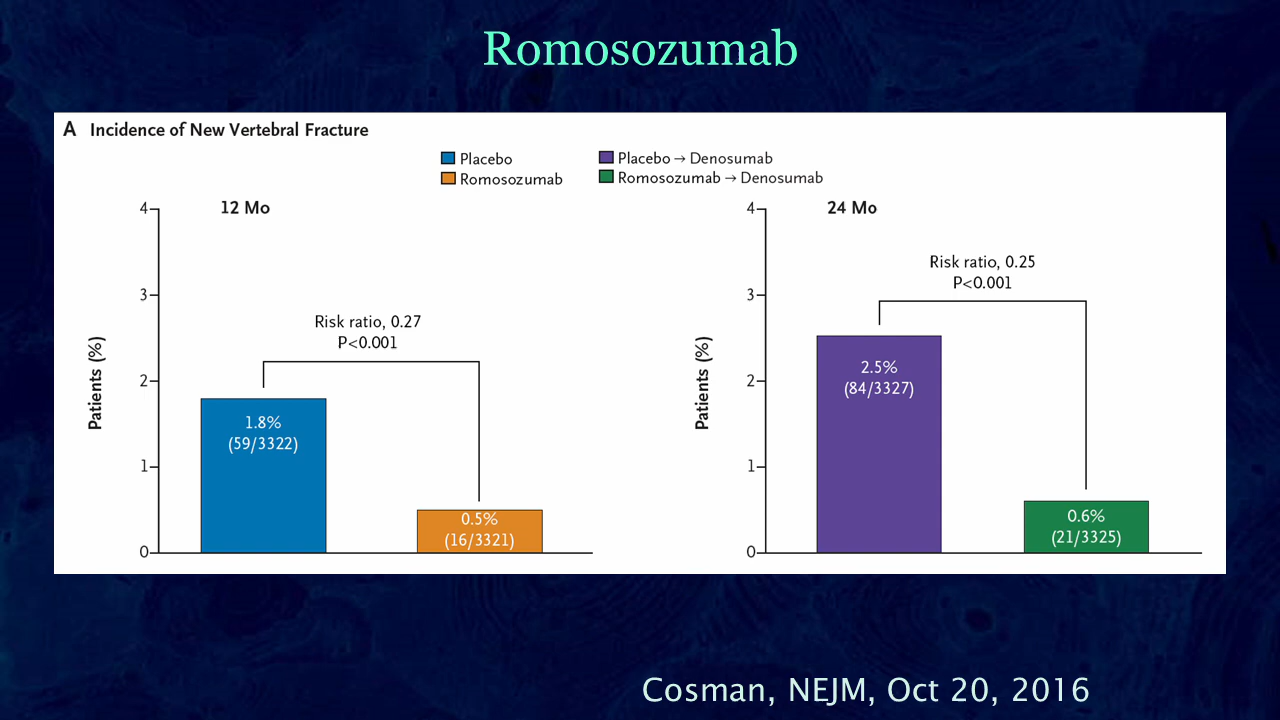 Romosozumab
A Incidence of New Vertebral Fracture
Placebo
Romosozumab
Placebo → Denosumab
Romosozumab → Denosumab
12 Mo
Patients (%)
4
3
2
1
0
Risk ratio, 0.27
P<0.001
1.8%
(59/3322)
0.5%
(16/3321)
24 Mo
Patients (%)
4
3
2
1
0
Risk ratio, 0.25
P<0.001
2.5%
(84/3327)
0.6%
(21/3325)
Cosman, NEJM, Oct 20, 2016